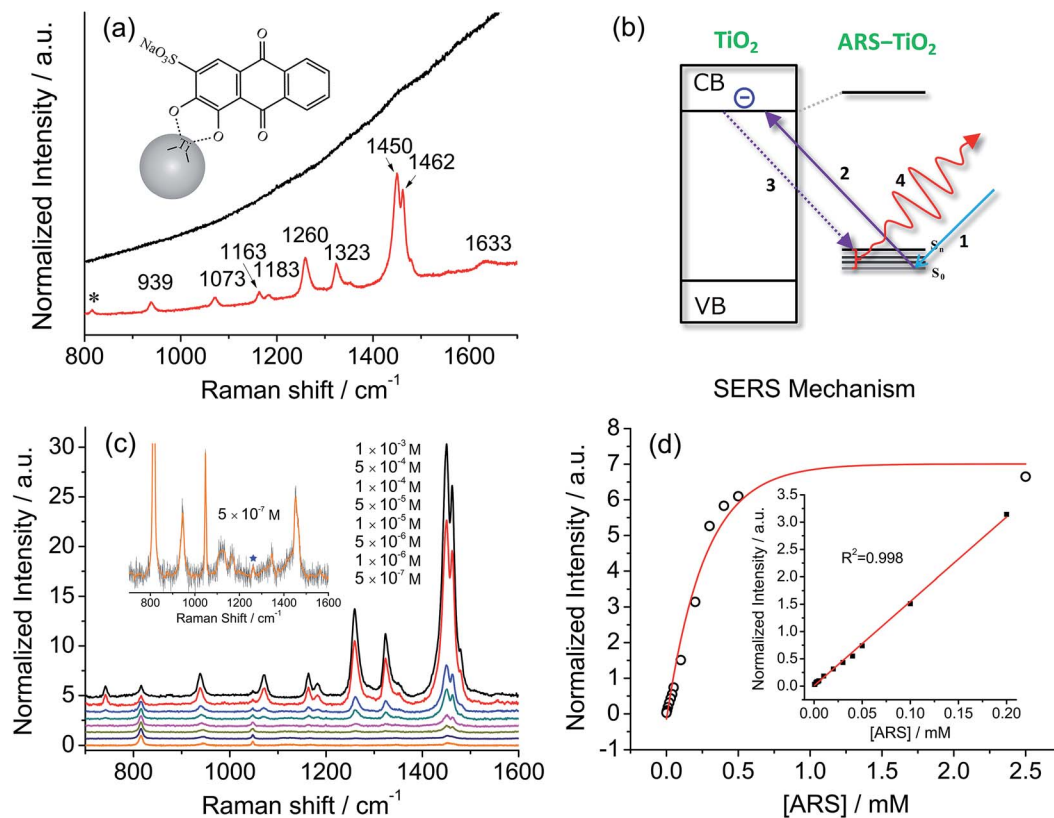 (a)
NaO₃S
O
O
O
O
Ti
Normalized Intensity / a.u.
*
939
1073
1163
1183
1260
1323
1450
1462
1633
800
1000
1200
1400
1600
Raman shift / cm⁻¹
(b)
TiO₂
ARS–TiO₂
CB
−
3
2
4
1
Sₙ
S₀
VB
SERS Mechanism
(c)
Normalized Intensity / a.u.
30
25
20
15
10
5
0
1 × 10⁻³ M
5 × 10⁻⁴ M
1 × 10⁻⁴ M
5 × 10⁻⁵ M
1 × 10⁻⁵ M
5 × 10⁻⁶ M
1 × 10⁻⁶ M
5 × 10⁻⁷ M
5 × 10⁻⁷ M
800 1000 1200 1400 1600
Raman Shift / cm⁻¹
800 1000 1200 1400 1600
Raman shift / cm⁻¹
(d)
Normalized Intensity / a.u.
8
7
6
5
4
3
2
1
0
-1
Normalized Intensity / a.u.
3.5
3.0
2.5
2.0
1.5
1.0
0.5
0.0
R²=0.998
0.00 0.05 0.10 0.15 0.20
[ARS] / mM
0.0 0.5 1.0 1.5 2.0 2.5
[ARS] / mM